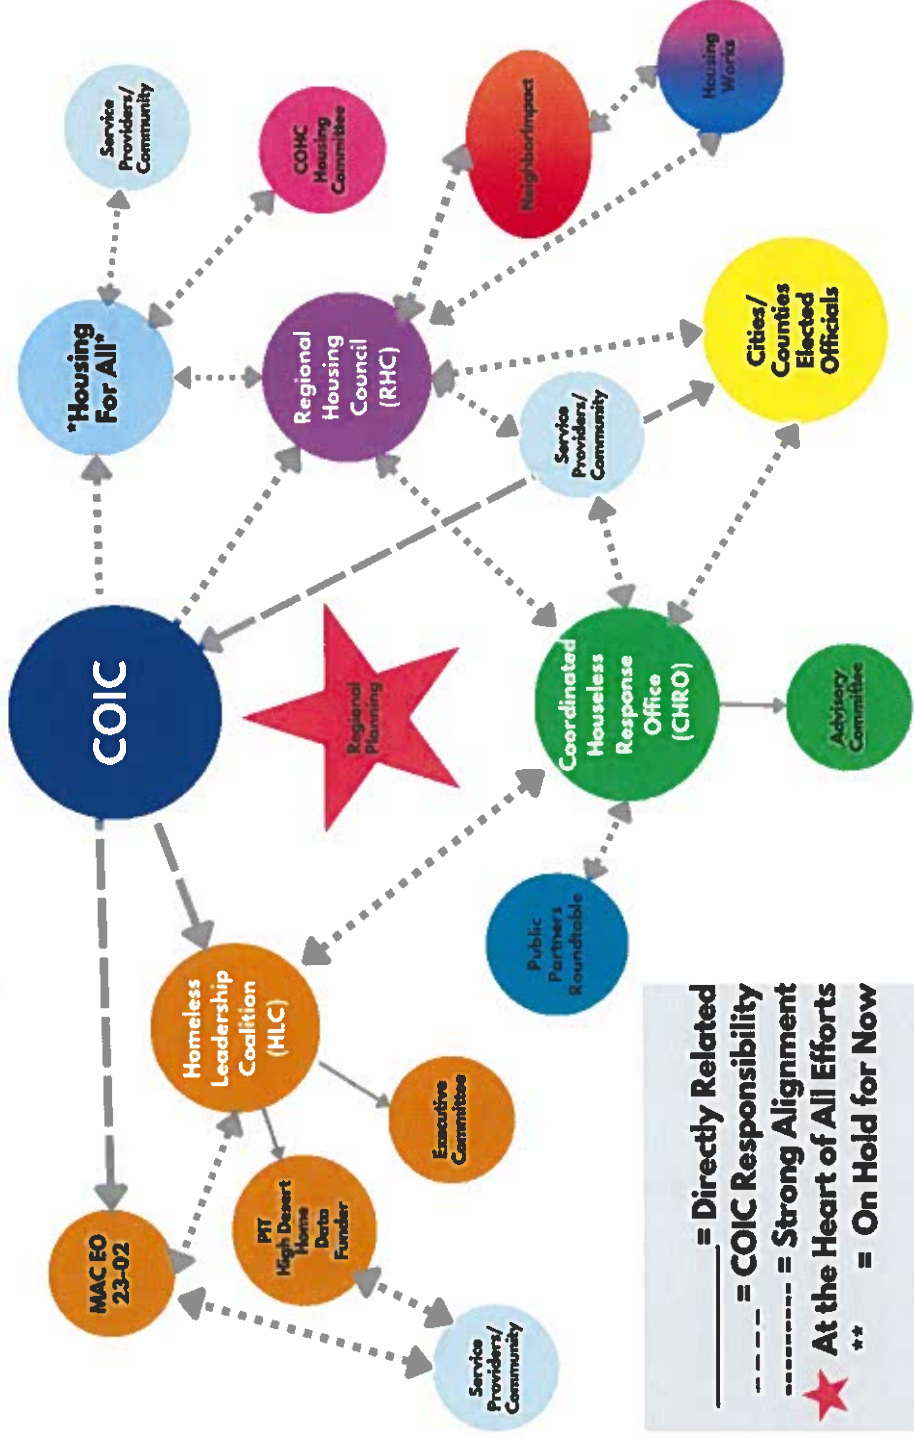 MAC EO
23-02
COIC
*Housing
For All*
Service
Providers/
Community
Homeless
Leadership
Coalition
(HLC)
PIT
High Desert
Home
Data
Funder
Regional
Planning
Regional
Housing
Council
(RHC)
COHC
Housing
Committee
Executive
Committee
Service
Providers/
Community
Public
Partners
Roundtable
Coordinated
Houseless
Response
Office
(CHRO)
Service
Providers/
Community
NeighborImpact
Housing
Works
Advisory
Committee
Cities/
Counties
Elected
Officials
= Directly Related
= COIC Responsibility
= Strong Alignment
At the Heart of All Efforts
** = On Hold for Now